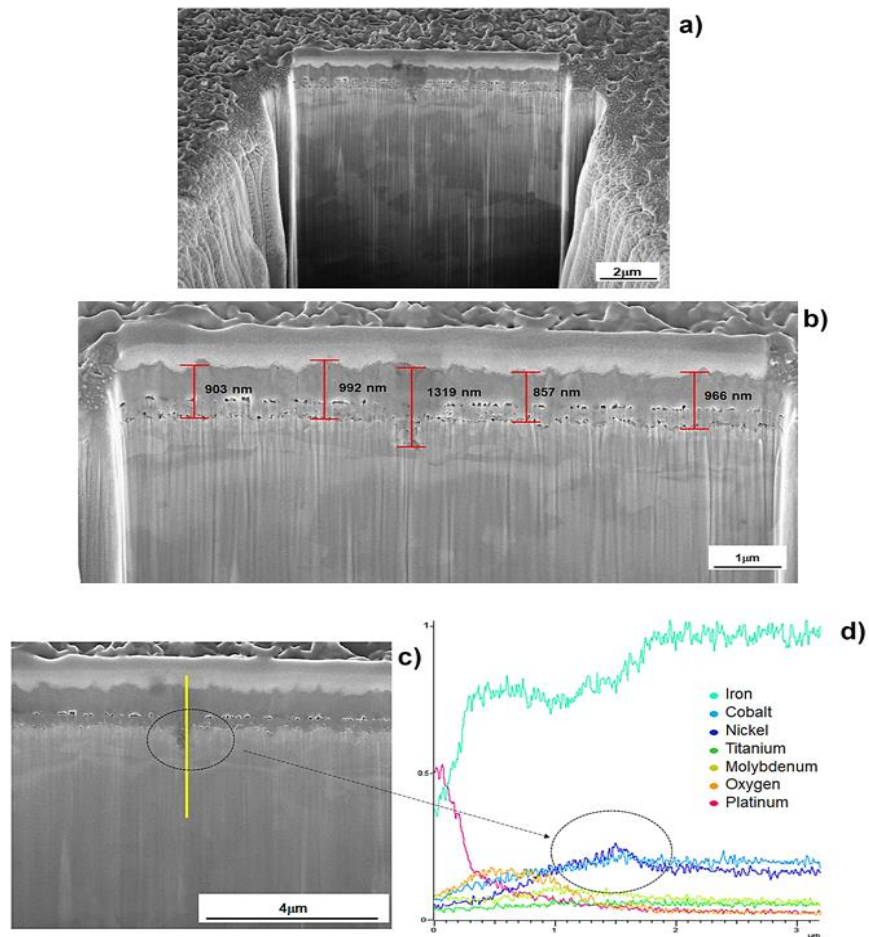 a)
2µm
b)
903 nm
992 nm
1319 nm
857 nm
966 nm
1µm
c)
4µm
d)
1
0.5
0
1
2
3
µm
Iron
Cobalt
Nickel
Titanium
Molybdenum
Oxygen
Platinum